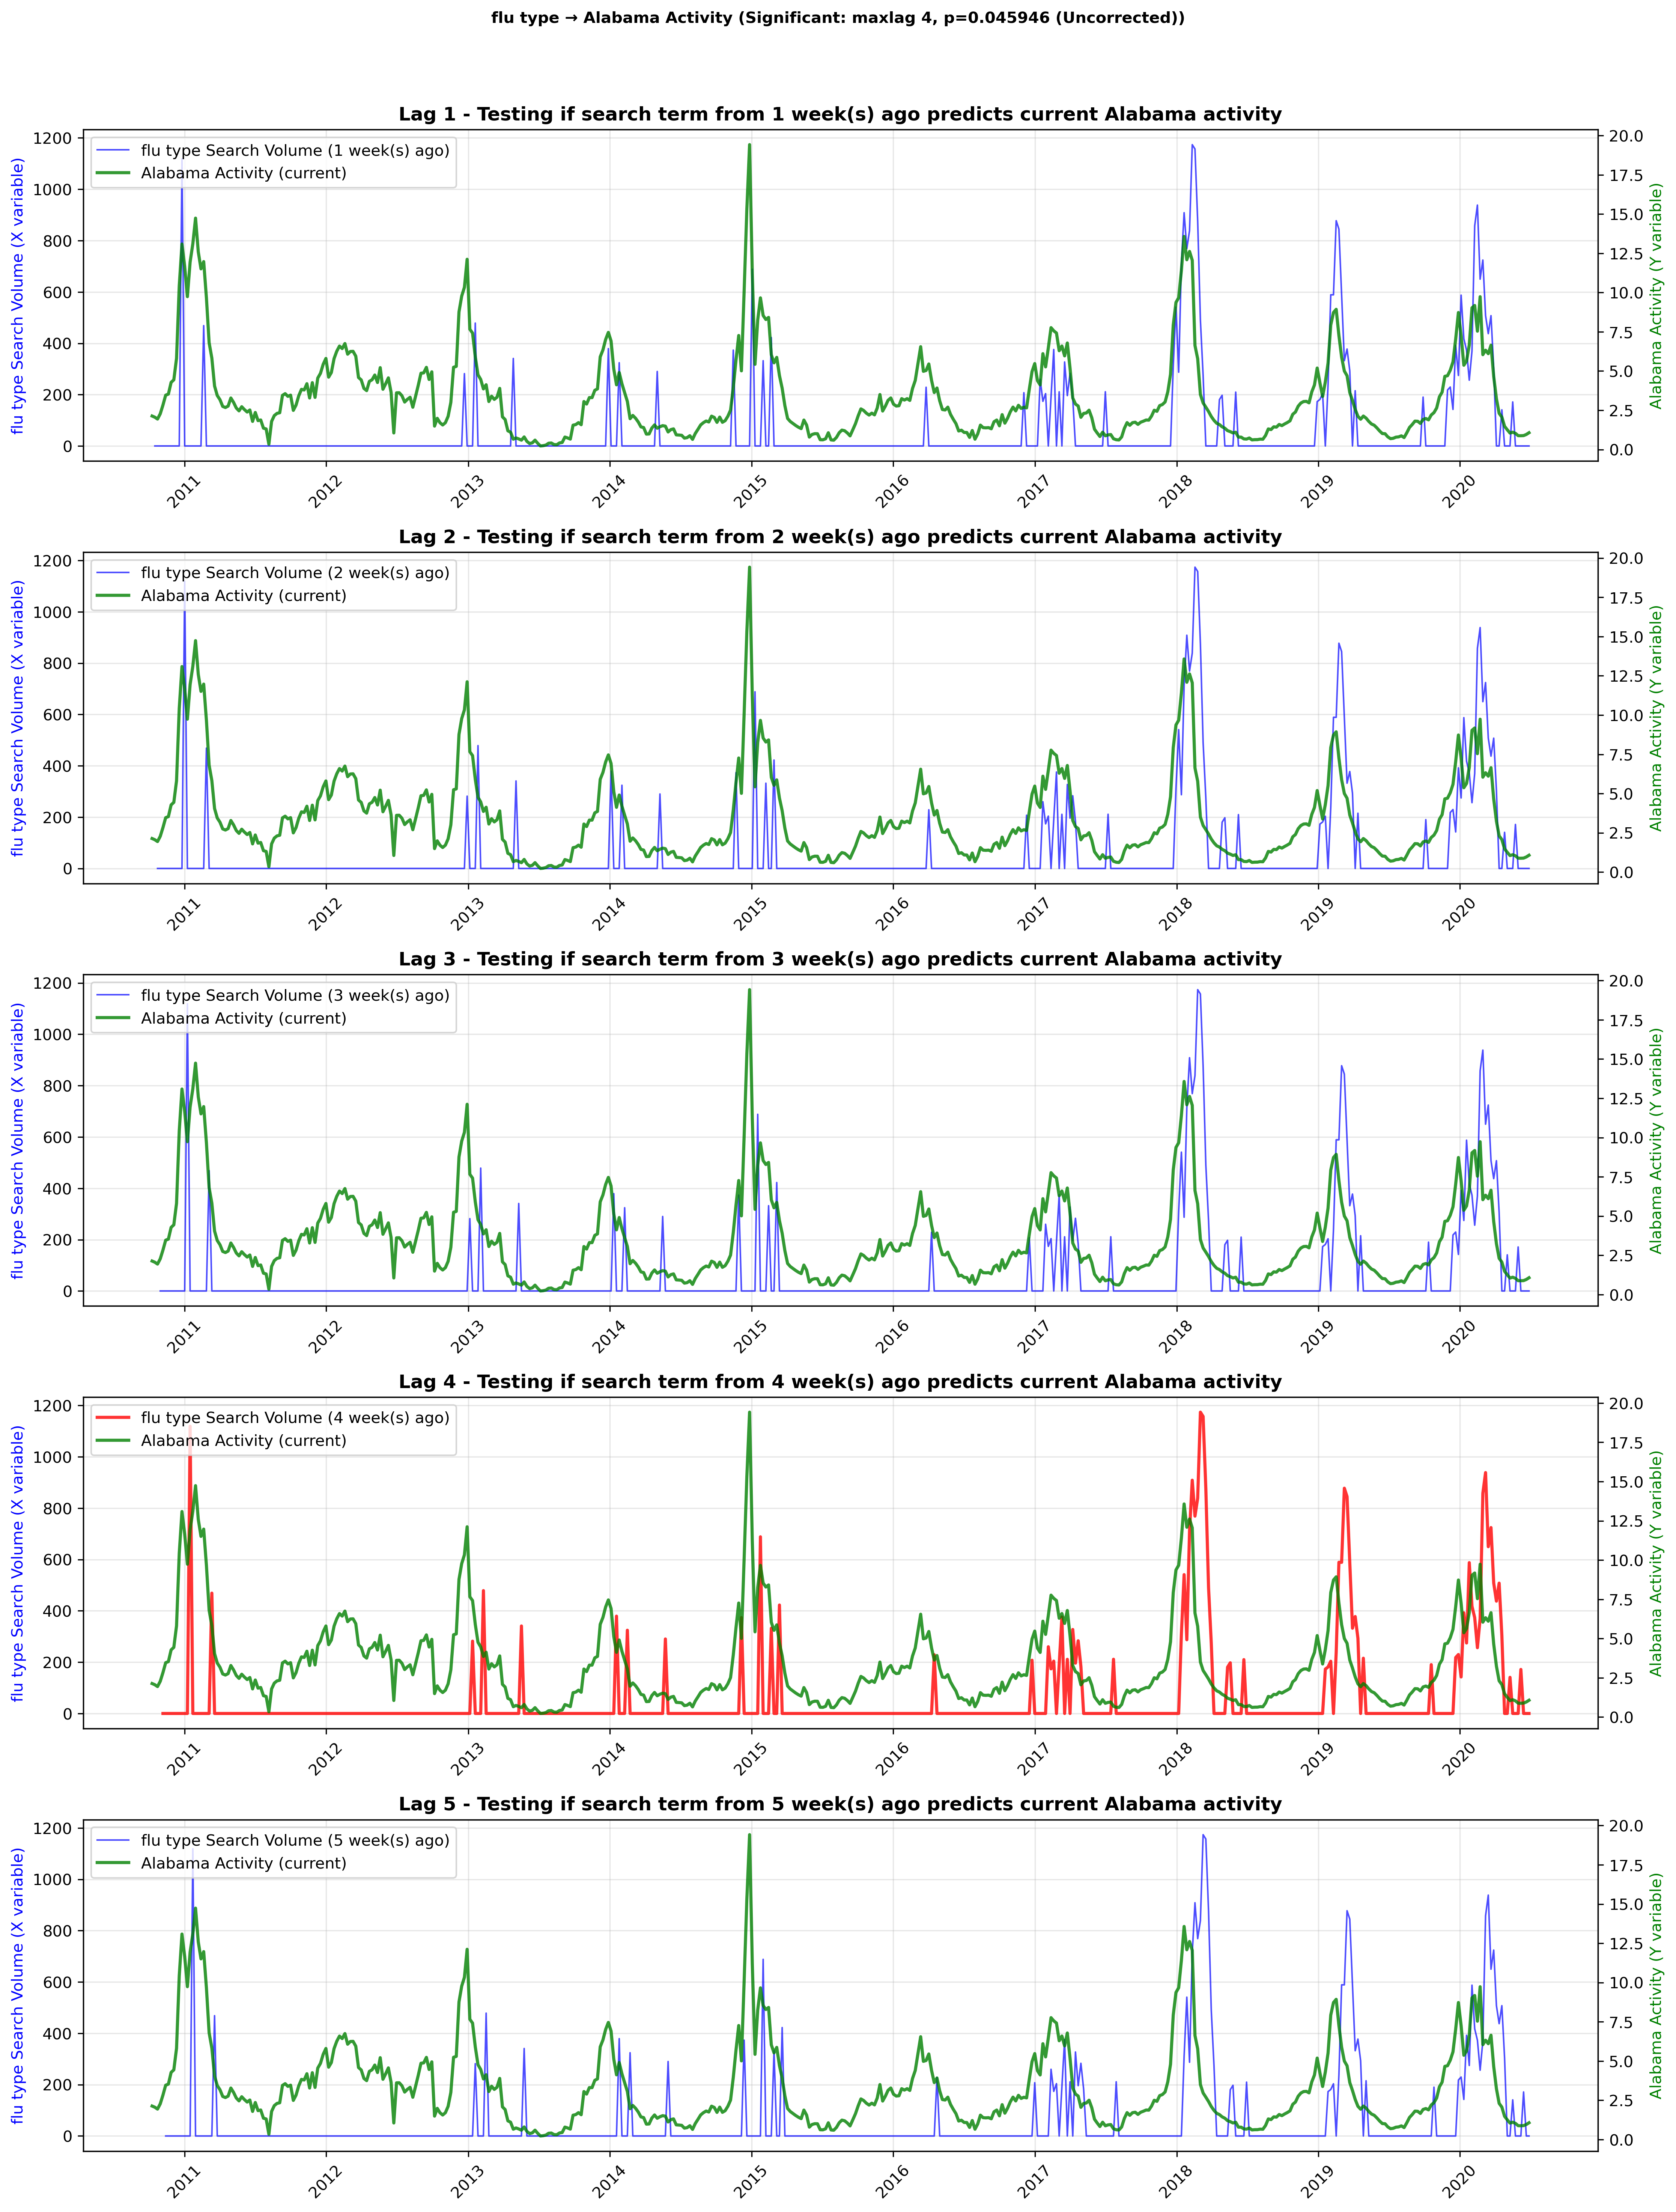 flu type → Alabama Activity (Significant: maxlag 4, p=0.045946 (Uncorrected))
Lag 1 - Testing if search term from 1 week(s) ago predicts current Alabama activity
flu type Search Volume (1 week(s) ago)
Alabama Activity (current)
flu type Search Volume (X variable)
1200
1000
800
600
400
200
0
20.0
17.5
15.0
12.5
10.0
7.5
5.0
2.5
0.0
Alabama Activity (Y variable)
2011 2012 2013 2014 2015 2016 2017 2018 2019 2020
Lag 2 - Testing if search term from 2 week(s) ago predicts current Alabama activity
flu type Search Volume (2 week(s) ago)
Alabama Activity (current)
flu type Search Volume (X variable)
1200
1000
800
600
400
200
0
20.0
17.5
15.0
12.5
10.0
7.5
5.0
2.5
0.0
Alabama Activity (Y variable)
2011 2012 2013 2014 2015 2016 2017 2018 2019 2020
Lag 3 - Testing if search term from 3 week(s) ago predicts current Alabama activity
flu type Search Volume (3 week(s) ago)
Alabama Activity (current)
flu type Search Volume (X variable)
1200
1000
800
600
400
200
0
20.0
17.5
15.0
12.5
10.0
7.5
5.0
2.5
0.0
Alabama Activity (Y variable)
2011 2012 2013 2014 2015 2016 2017 2018 2019 2020
Lag 4 - Testing if search term from 4 week(s) ago predicts current Alabama activity
flu type Search Volume (4 week(s) ago)
Alabama Activity (current)
flu type Search Volume (X variable)
1200
1000
800
600
400
200
0
20.0
17.5
15.0
12.5
10.0
7.5
5.0
2.5
0.0
Alabama Activity (Y variable)
2011 2012 2013 2014 2015 2016 2017 2018 2019 2020
Lag 5 - Testing if search term from 5 week(s) ago predicts current Alabama activity
flu type Search Volume (5 week(s) ago)
Alabama Activity (current)
flu type Search Volume (X variable)
1200
1000
800
600
400
200
0
20.0
17.5
15.0
12.5
10.0
7.5
5.0
2.5
0.0
Alabama Activity (Y variable)
2011 2012 2013 2014 2015 2016 2017 2018 2019 2020